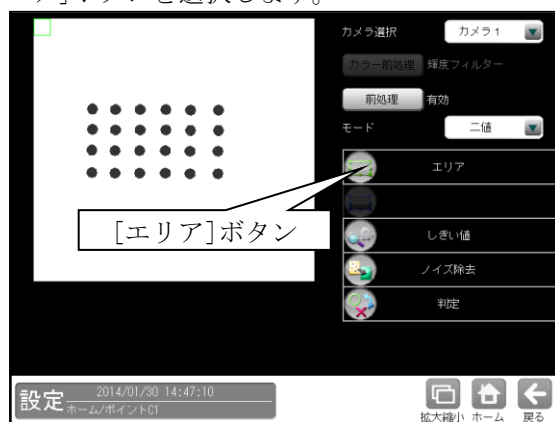 ア]ボタンを選択します。
カメラ選択
カメラ1
カラー前処理
輝度フィルター
前処理
有効
モード
二値
エリア
[エリア]ボタン
しきい値
ノイズ除去
判定
設定
2014/01/30 14:47:10
ホーム/ポイントC1
拡大縮小
ホーム
戻る